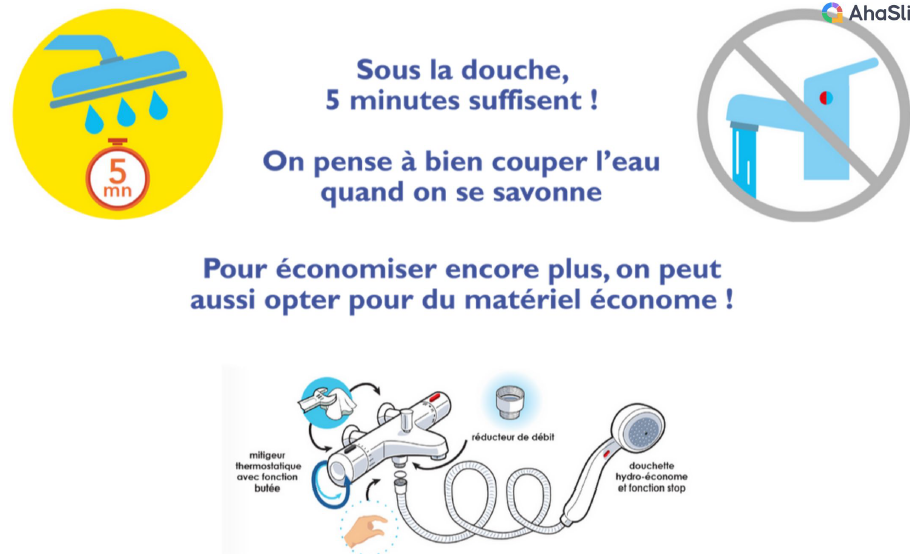 AhaSli
Sous la douche,
5 minutes suffisent !
5
mn
On pense à bien couper l'eau
quand on se savonne
Pour économiser encore plus, on peut
aussi opter pour du matériel économe !
réducteur de débit
mitigeur
thermostatique
avec fonction
butée
douchette
hydro-économe
et fonction stop